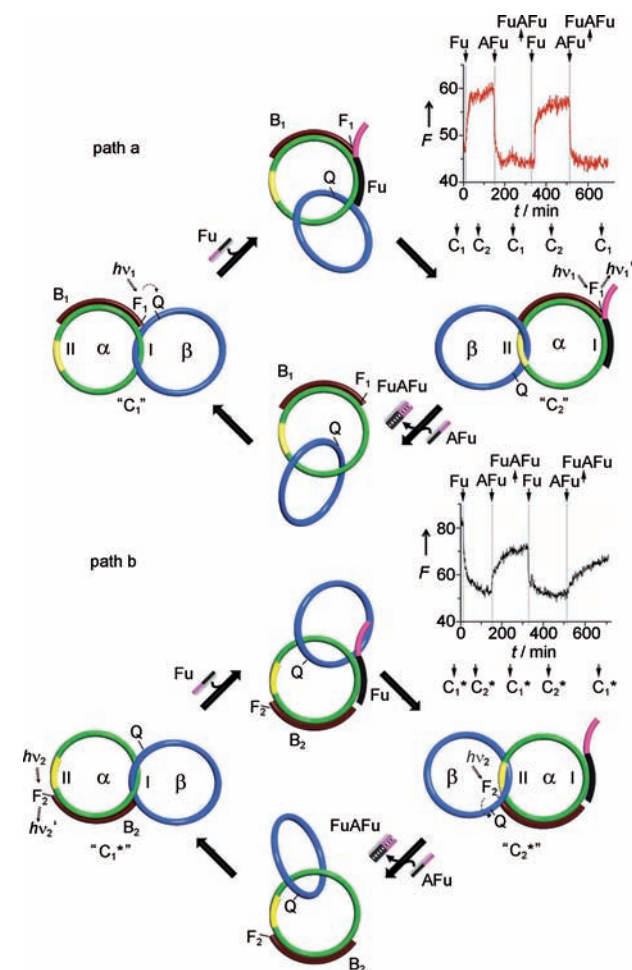 path a
FuAFu FuAFu
Fu AFu Fu AFu
60
50
40
F
0 200 400 600
t / min
C1 C2 C1 C2 C1
B1 F1
Q
Fu
Fu
hν1
B1 F1 Q
II α I β
"C1"
hν1 F1 hν1'
β II α I
Q
"C2"
B1 F1
Q
FuAFu
AFu
path b
FuAFu FuAFu
Fu AFu Fu AFu
80
60
40
F
0 200 400 600
t / min
C1* C2* C1* C2* C1*
Fu
Q
Fu
F2
B2
Q
hν2
II α I β
F2
hν2' B2
"C1*"
hν2
β F2 II α I
Q
"C2*"
FuAFu
AFu
Q
F2
B2